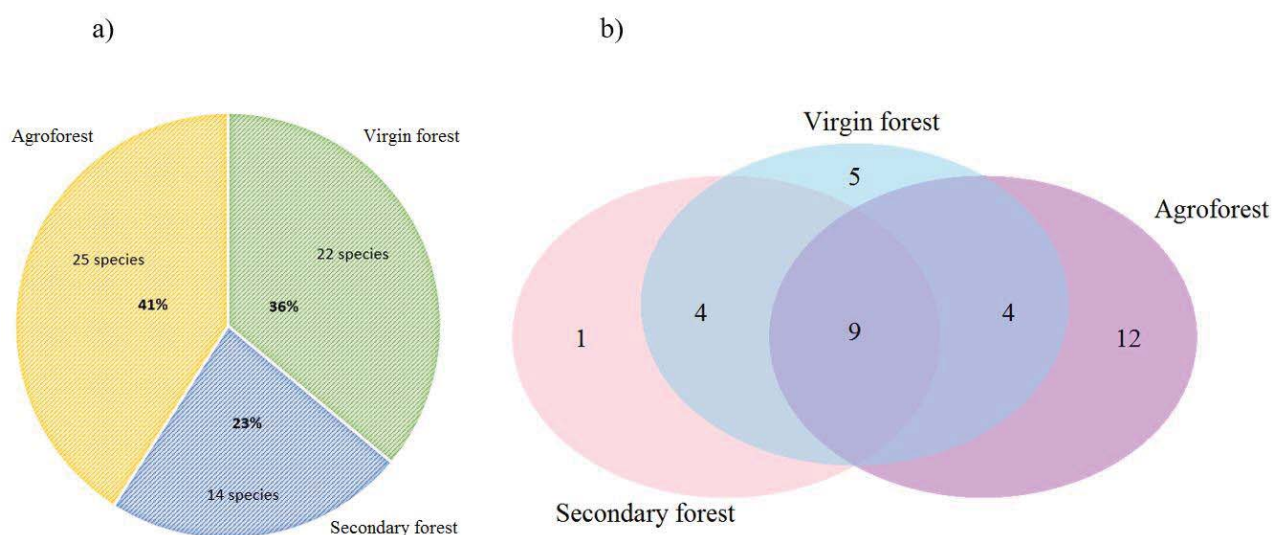 a)
Agroforest
Virgin forest
25 species
41%
22 species
36%
23%
14 species
Secondary forest
b)
Virgin forest
5
Agroforest
1
4
9
4
12
Secondary forest